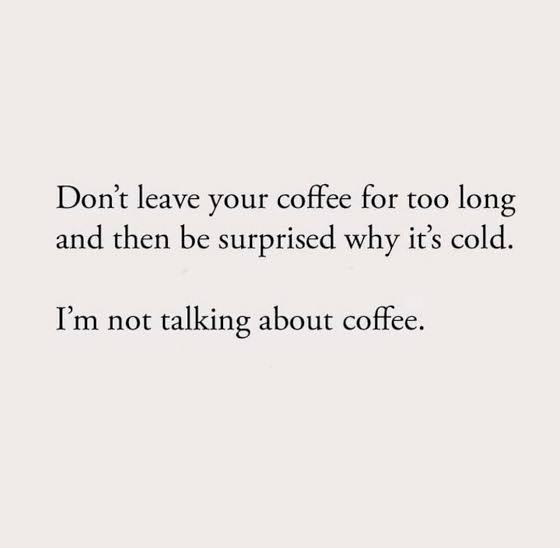 Don’t leave your coffee for too long
and then be surprised why it’s cold.
I’m not talking about coffee.